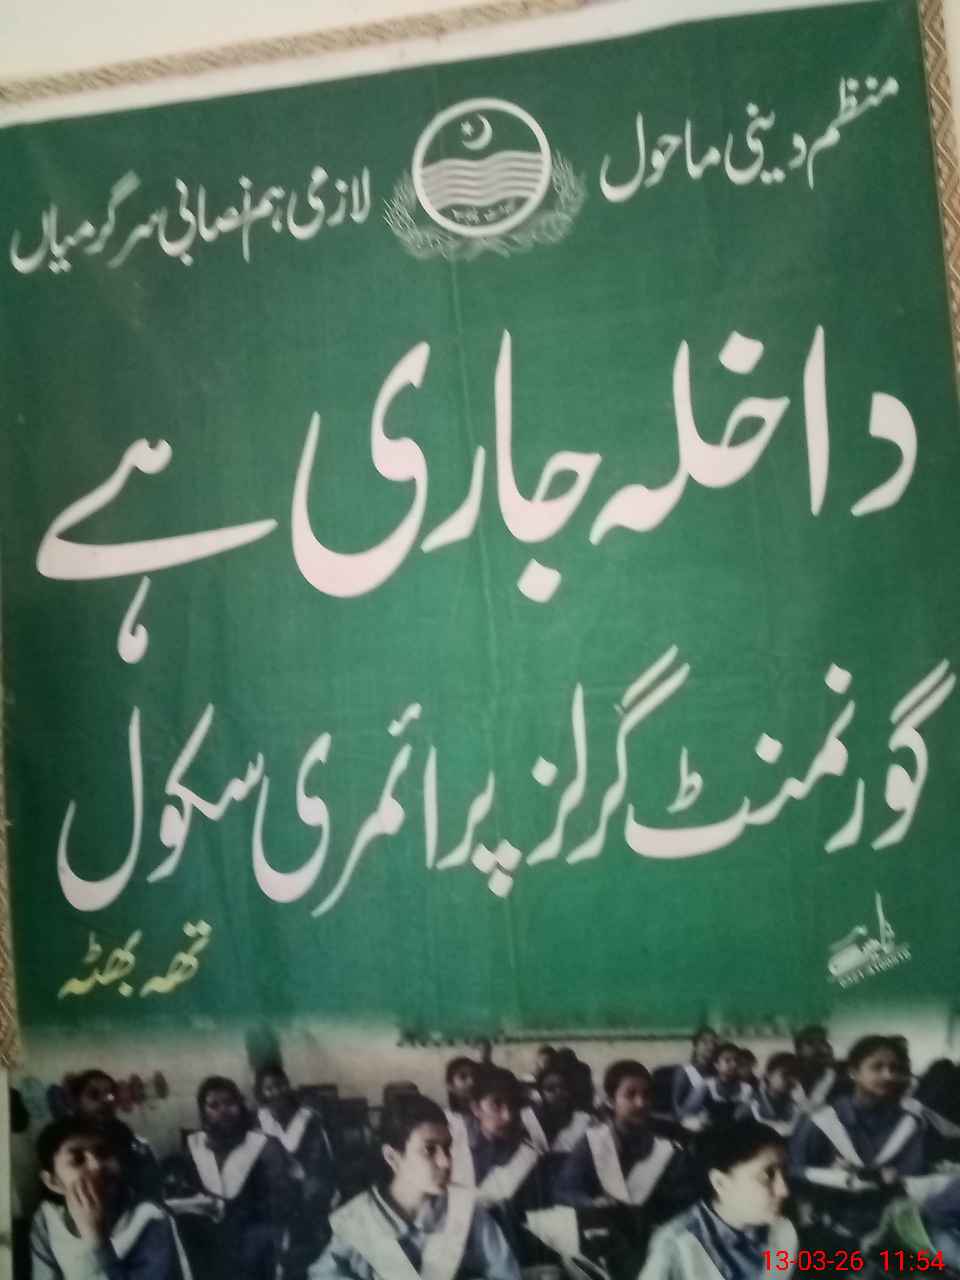 منظم دینی ماحول
لازمی ہم نصابی سرگرمیاں
داخلہ جاری ہے
گورنمنٹ گرلز پرائمری سکول
تھہ بھٹہ
13-03-26 11:54